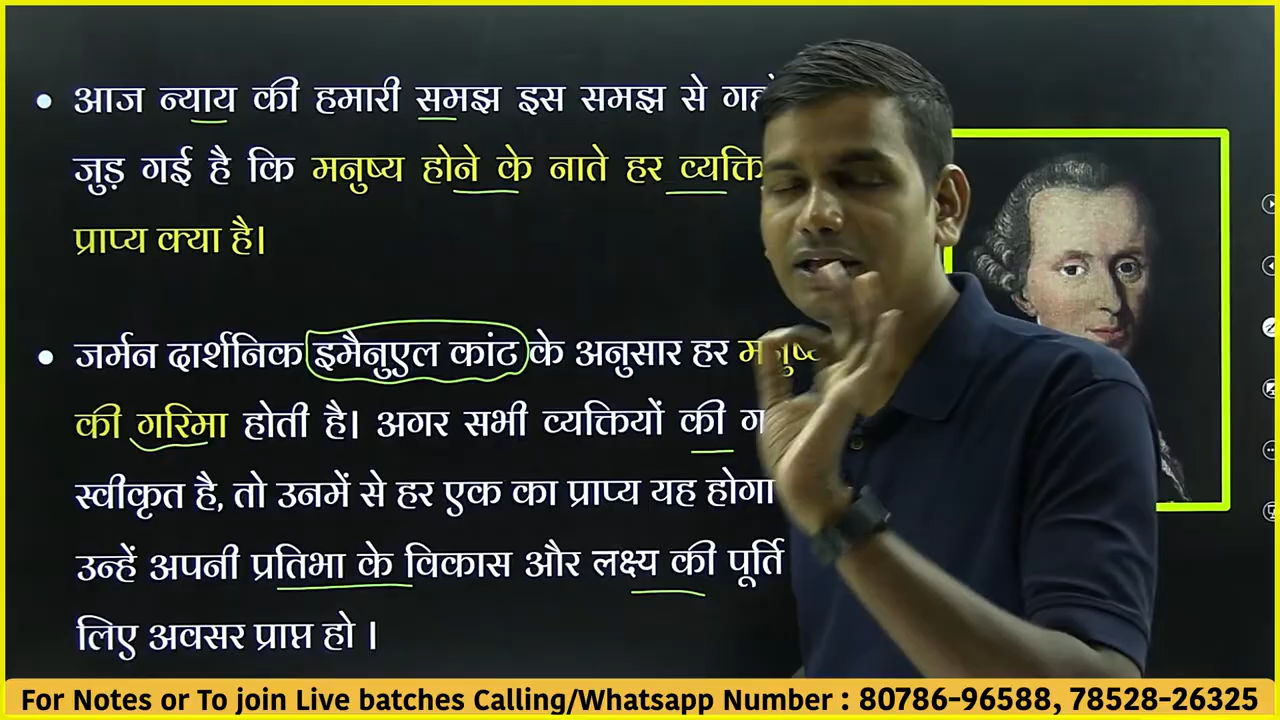 आज न्याय की हमारी समझ इस समझ से
जुड़ गई है कि मनुष्य होने के नाते हर व्यक्ति
प्राप्य क्या है।
जर्मन दार्शनिक इमैनुएल कांट के अनुसार हर
की गरिमा होती है। अगर सभी व्यक्तियों की
स्वीकृत है, तो उनमें से हर एक का प्राप्य यह होगा
उन्हें अपनी प्रतिभा के विकास और लक्ष्य की पूर्ति
लिए अवसर प्राप्त हो ।
For Notes or To join Live batches Calling/Whatsapp Number : 80786-96588, 78528-26325